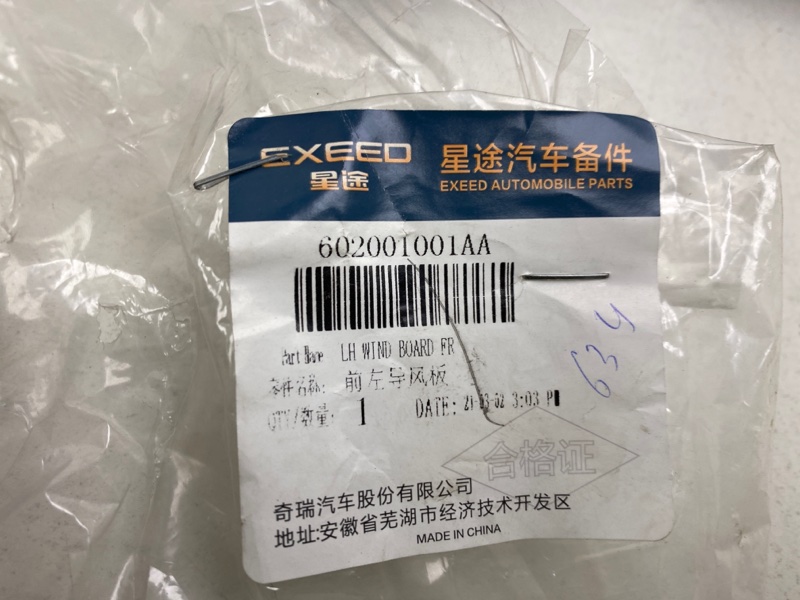 EXEED 星途汽车备件
星途 EXEED AUTOMOBILE PARTS
602001001AA
Part Name LH WIND BOARD FR
零件名称: 前左导风板
QTY/数量: 1 DATE: 21-03-02 3:03 P
634
合格证
奇瑞汽车股份有限公司
地址:安徽省芜湖市经济技术开发区
MADE IN CHINA